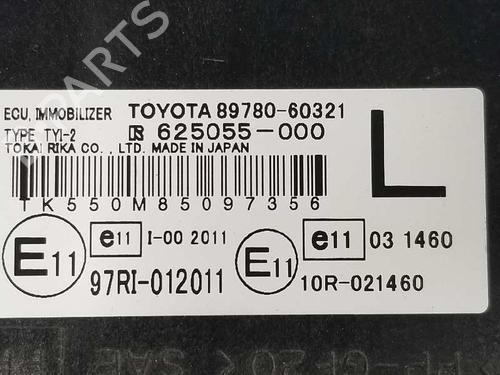 ECU, IMMOBILIZER TOYOTA 89780-60321
TYPE TYI-2 625055-000
TOKAI RIKA CO., LTD. MADE IN JAPAN
L
TK550M85097356
E11 e11 I-00 2011 e11 03 1460
97RI-012011 E11 10R-021460